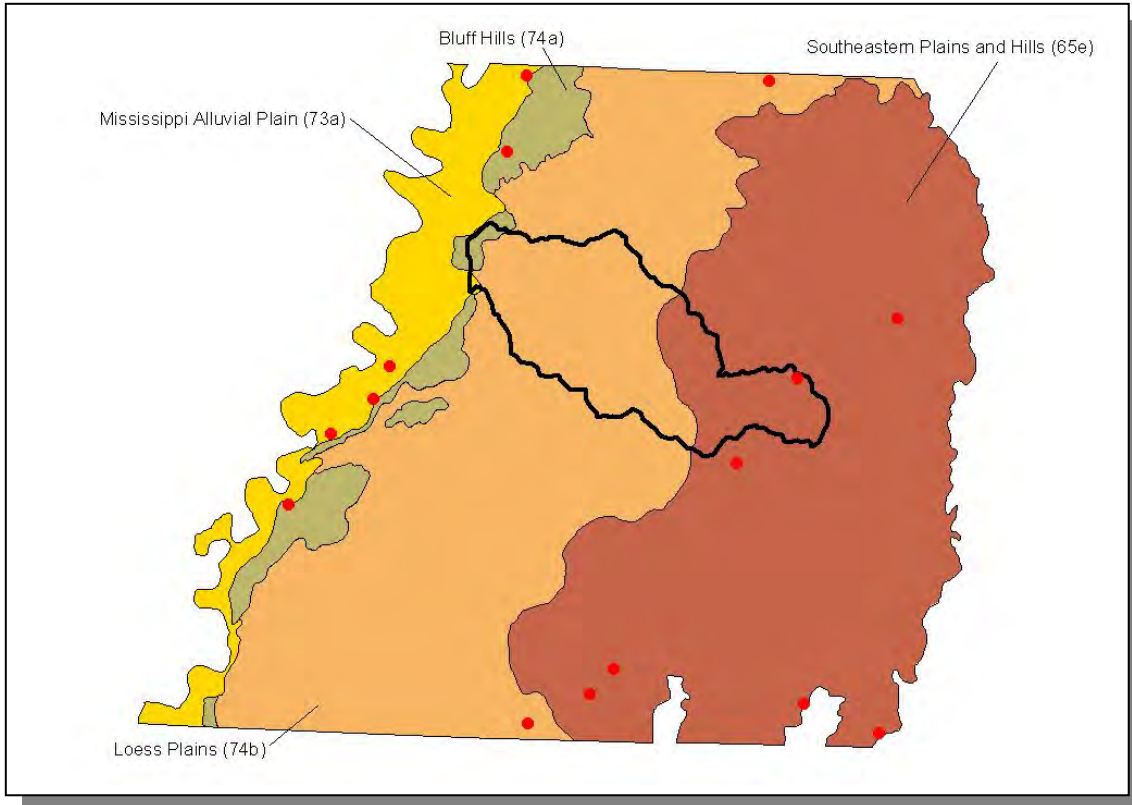 Bluff Hills (74a)
Southeastern Plains and Hills (65e)
Mississippi Alluvial Plain (73a)
Loess Plains (74b)